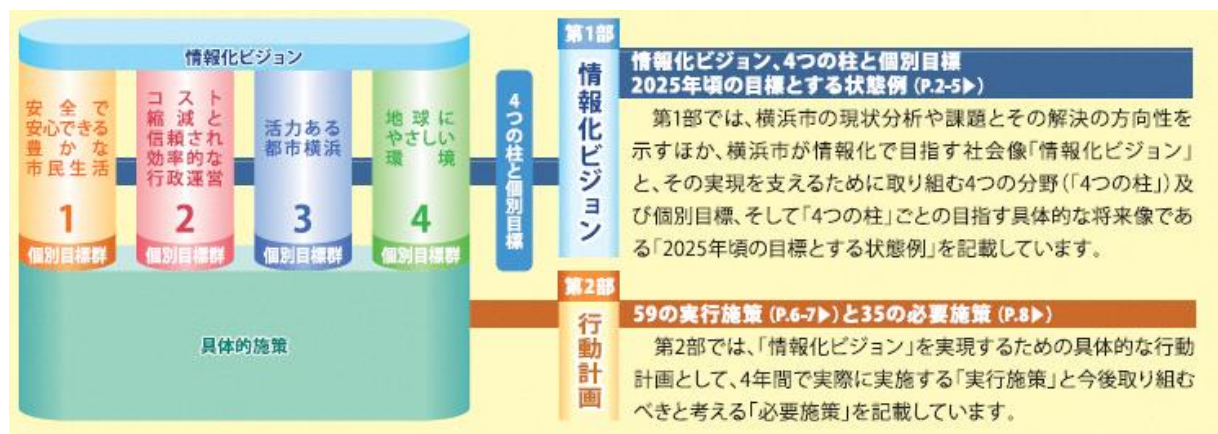 情報化ビジョン
安全で
安心できる
豊かな
市民生活
1
個別目標群
コスト
縮減と
信頼され
効率的な
行政運営
2
個別目標群
活力ある
都市横浜
3
個別目標群
地球に
やさしい
環境
4
個別目標群
具体的施策
4つの柱と個別目標
第1部
情報化ビジョン
情報化ビジョン、4つの柱と個別目標
2025年頃の目標とする状態例 (P.2-5▶)
第1部では、横浜市の現状分析や課題とその解決の方向性を
示すほか、横浜市が情報化で目指す社会像「情報化ビジョン」
と、その実現を支えるために取り組む4つの分野(「4つの柱」)及
び個別目標、そして「4つの柱」ごとの目指す具体的な将来像であ
る「2025年頃の目標とする状態例」を記載しています。
第2部
行動計画
59の実行施策 (P.6-7▶)と35の必要施策 (P.8▶)
第2部では、「情報化ビジョン」を実現するための具体的な行動
計画として、4年間で実際に実施する「実行施策」と今後取り組む
べきと考える「必要施策」を記載しています。